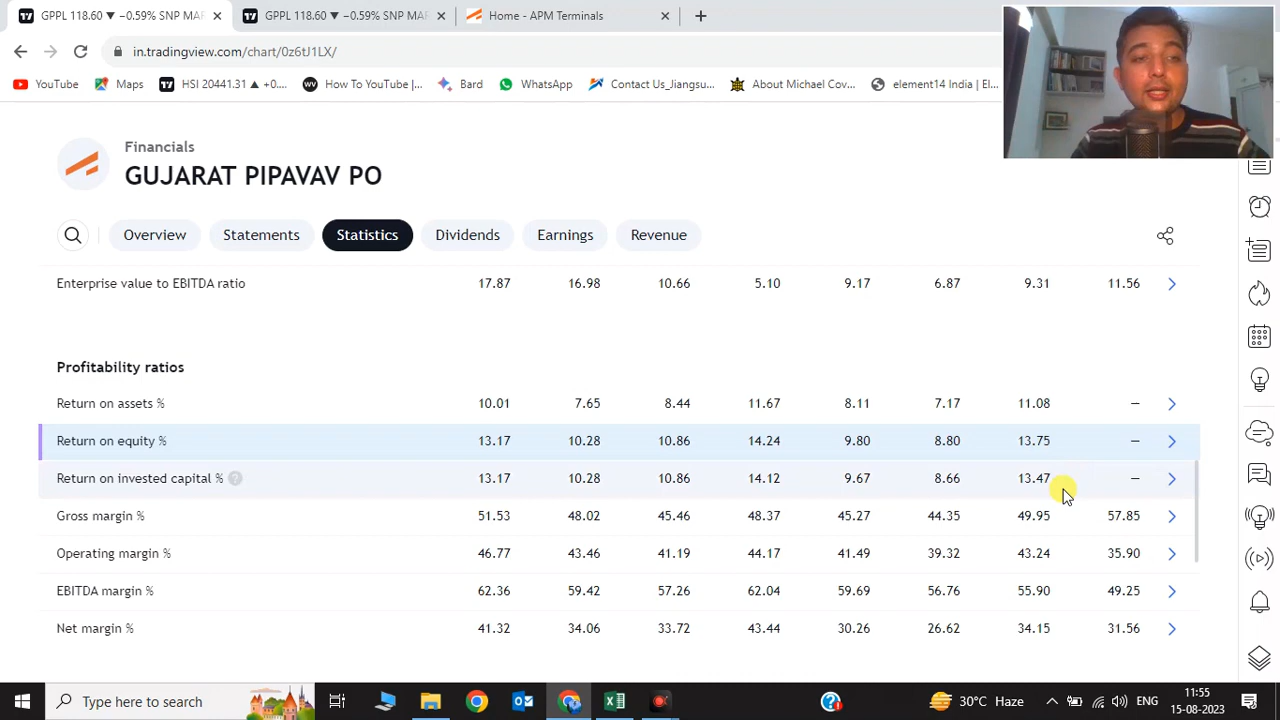 GPPL 118.60 ▼ −0.59% SNP MAR
GPPL 118.60 ▼ −0.59% SNP MAR
Home - APM Terminals
in.tradingview.com/chart/0z6tJ1LX/
YouTube Maps HSI 20441.31 ▲ +0.... How To YouTube |... Bard WhatsApp Contact Us_Jiangsu... About Michael Cov... element14 India | El...
Financials
GUJARAT PIPAVAV PO
Overview Statements Statistics Dividends Earnings Revenue
Enterprise value to EBITDA ratio 17.87 16.98 10.66 5.10 9.17 6.87 9.31 11.56
Profitability ratios
Return on assets % 10.01 7.65 8.44 11.67 8.11 7.17 11.08 —
Return on equity % 13.17 10.28 10.86 14.24 9.80 8.80 13.75 —
Return on invested capital % ? 13.17 10.28 10.86 14.12 9.67 8.66 13.47 —
Gross margin % 51.53 48.02 45.46 48.37 45.27 44.35 49.95 57.85
Operating margin % 46.77 43.46 41.19 44.17 41.49 39.32 43.24 35.90
EBITDA margin % 62.36 59.42 57.26 62.04 59.69 56.76 55.90 49.25
Net margin % 41.32 34.06 33.72 43.44 30.26 26.62 34.15 31.56
Type here to search
30°C Haze
ENG
11:55
15-08-2023